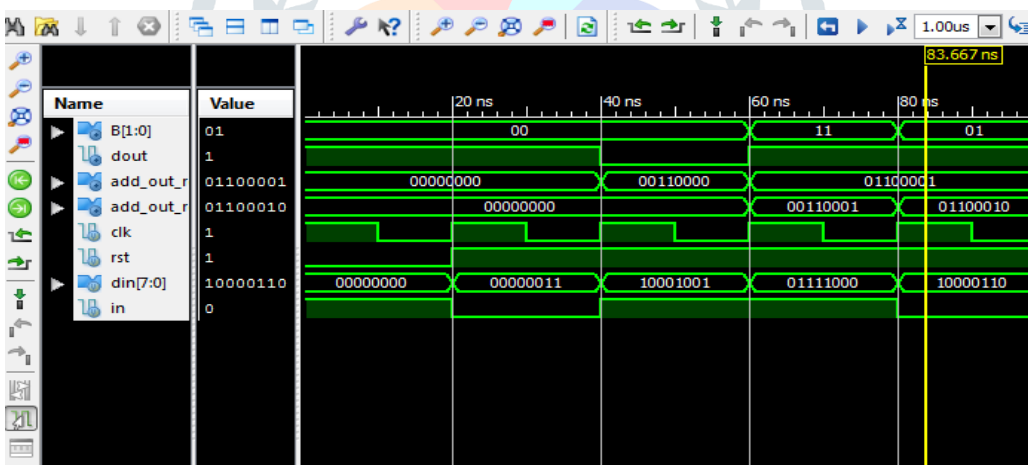 1.00us
83.667 ns
Name Value 20 ns 40 ns 60 ns 80 ns
B[1:0] 01 00 11 01
dout 1
add_out_r 01100001 00000000 00110000 01100001
add_out_r 01100010 00000000 00110001 01100010
clk 1
rst 1
din[7:0] 10000110 00000000 00000011 10001001 01111000 10000110
in 0